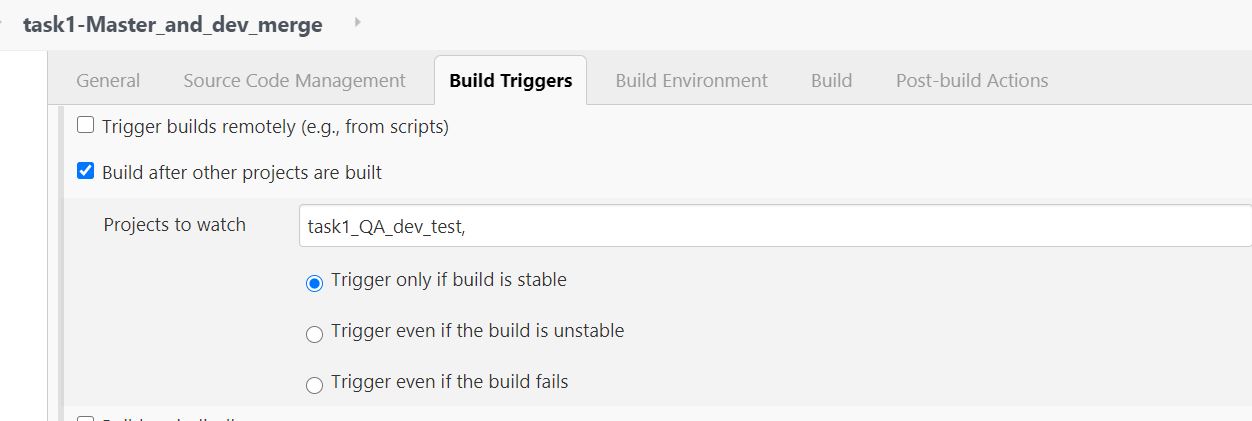 task1-Master_and_dev_merge
General Source Code Management Build Triggers Build Environment Build Post-build Actions
Trigger builds remotely (e.g., from scripts)
Build after other projects are built
Projects to watch task1_QA_dev_test,
Trigger only if build is stable
Trigger even if the build is unstable
Trigger even if the build fails